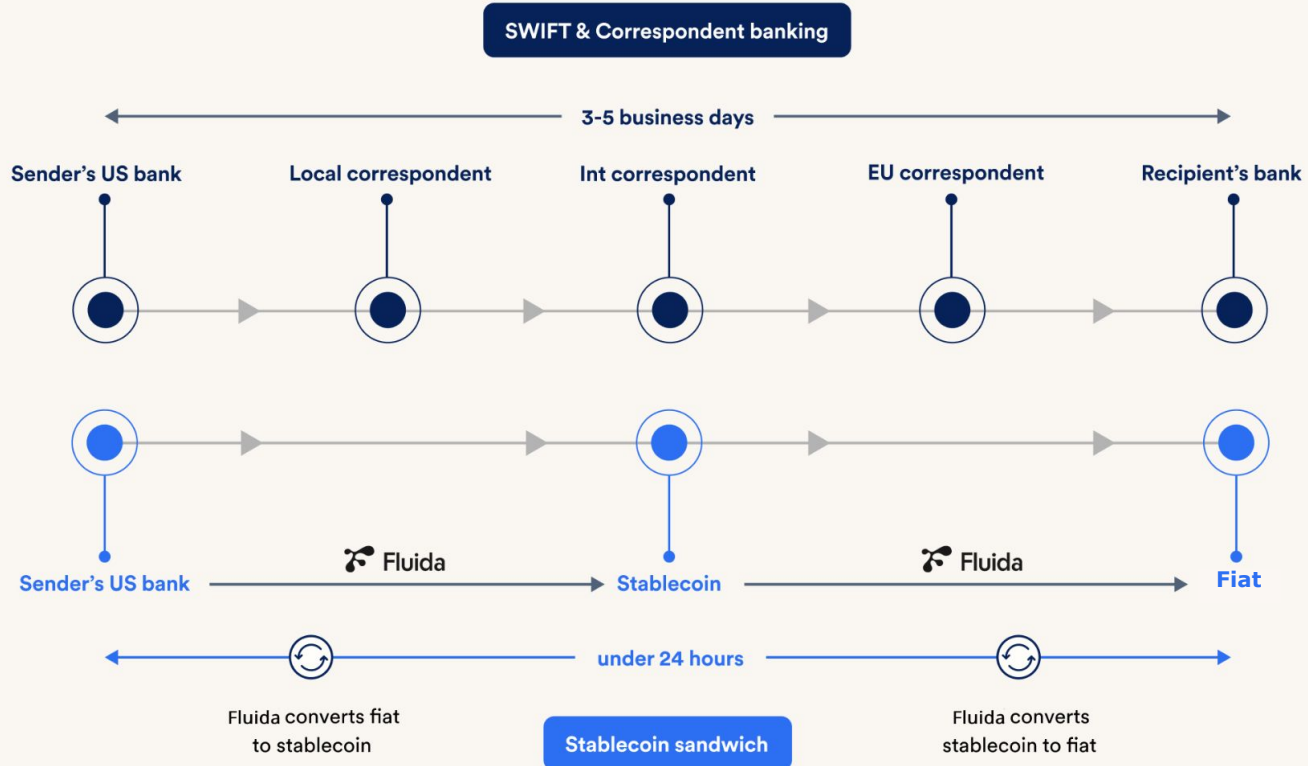 SWIFT & Correspondent banking
3-5 business days
Sender’s US bank
Local correspondent
Int correspondent
EU correspondent
Recipient’s bank
Fluida
Fluida
Sender’s US bank
Stablecoin
Fiat
under 24 hours
Fluida converts fiat
to stablecoin
Fluida converts
stablecoin to fiat
Stablecoin sandwich